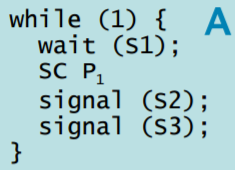 while (1) { A
wait (S1);
SC P₁
signal (S2);
signal (S3);
}